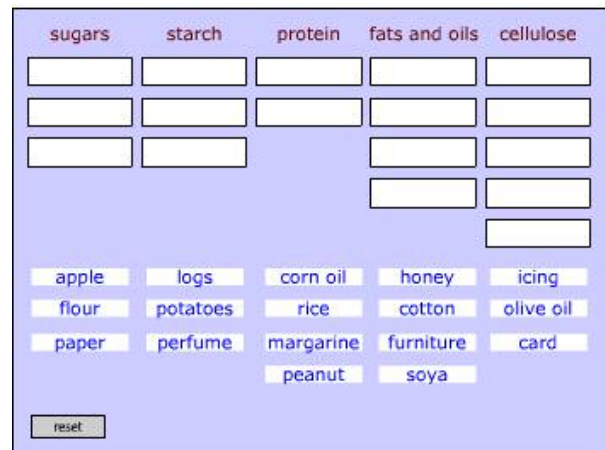 sugars starch protein fats and oils cellulose
apple logs corn oil honey icing
flour potatoes rice cotton olive oil
paper perfume margarine furniture card
peanut soya
reset